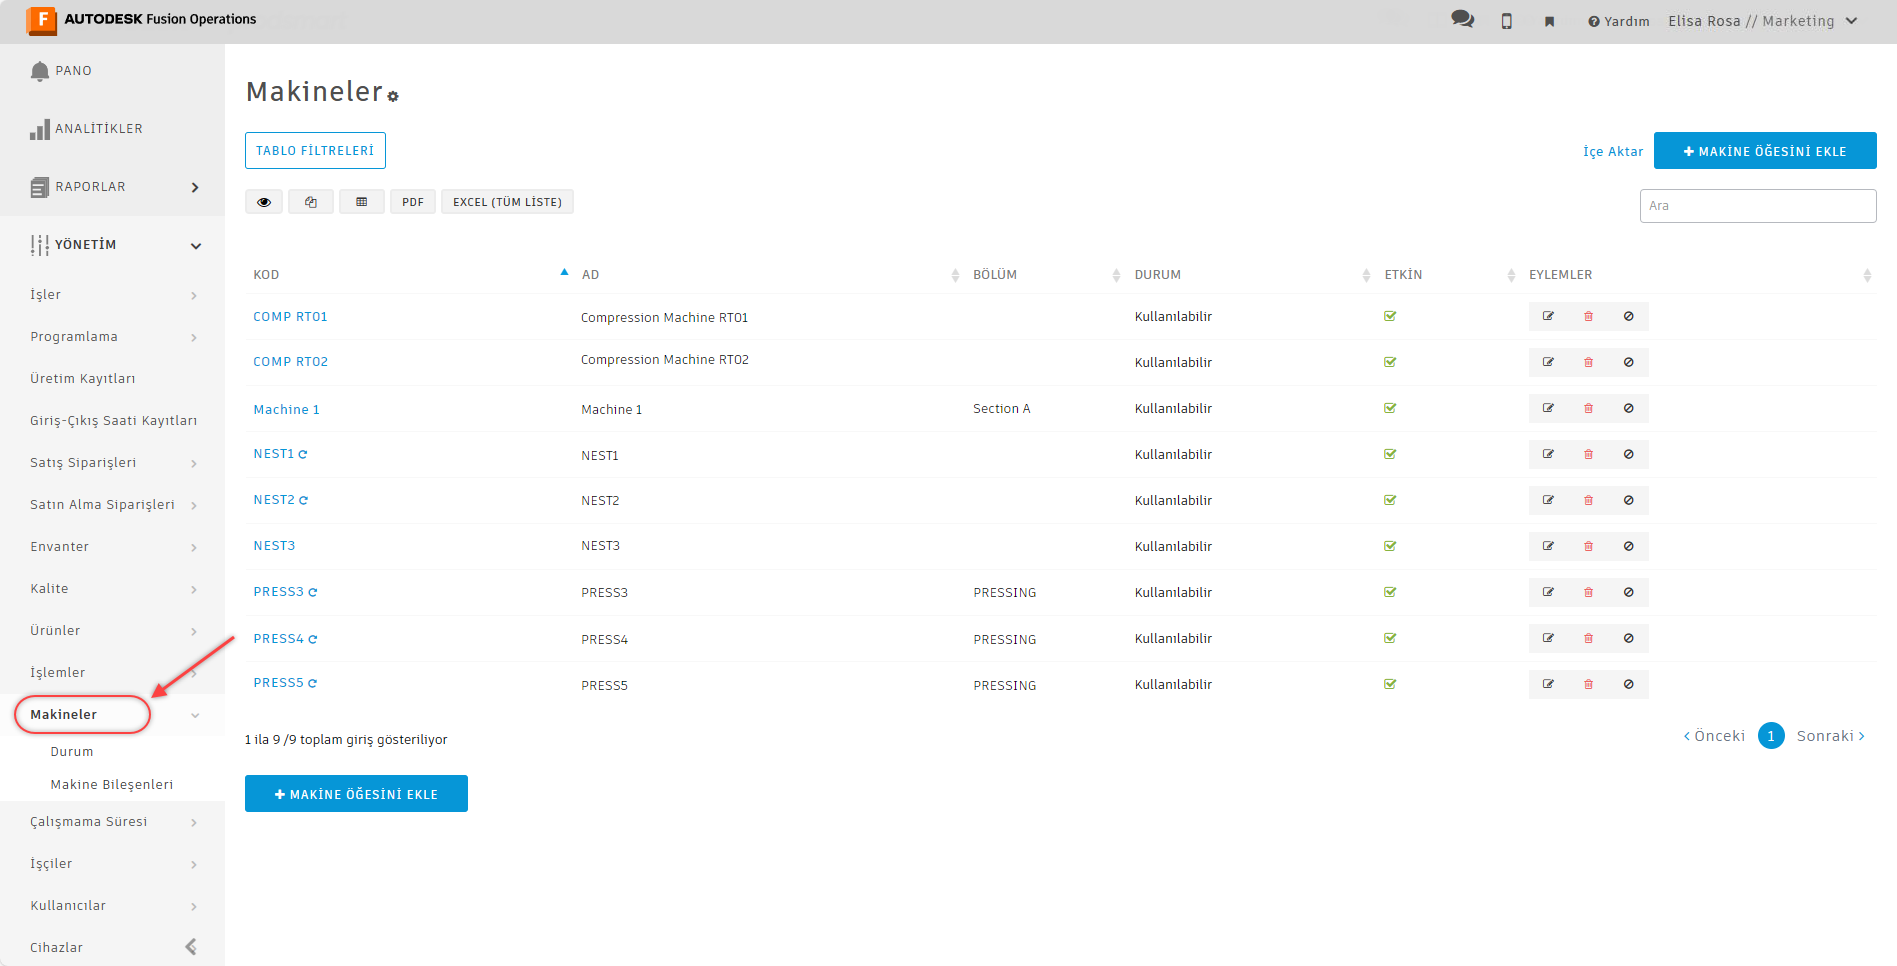 AUTODESK Fusion Operations
Yardım
Elisa Rosa // Marketing
PANO
ANALİTİKLER
RAPORLAR
YÖNETİM
İşler
Programlama
Üretim Kayıtları
Giriş-Çıkış Saati Kayıtları
Satış Siparişleri
Satın Alma Siparişleri
Envanter
Kalite
Ürünler
İşlemler
Makineler
Durum
Makine Bileşenleri
Çalışmama Süresi
İşçiler
Kullanıcılar
Cihazlar
Makineler
TABLO FİLTRELERİ
İçe Aktar
MAKİNE ÖĞESİNİ EKLE
PDF
EXCEL (TÜM LİSTE)
Ara
KOD AD BÖLÜM DURUM ETKİN EYLEMLER
COMP RT01 Compression Machine RT01 Kullanılabilir
COMP RT02 Compression Machine RT02 Kullanılabilir
Machine 1 Machine 1 Section A Kullanılabilir
NEST1 NEST1 Kullanılabilir
NEST2 NEST2 Kullanılabilir
NEST3 NEST3 Kullanılabilir
PRESS3 PRESS3 PRESSING Kullanılabilir
PRESS4 PRESS4 PRESSING Kullanılabilir
PRESS5 PRESS5 PRESSING Kullanılabilir
1 ila 9 /9 toplam giriş gösteriliyor
Önceki 1 Sonraki
MAKİNE ÖĞESİNİ EKLE